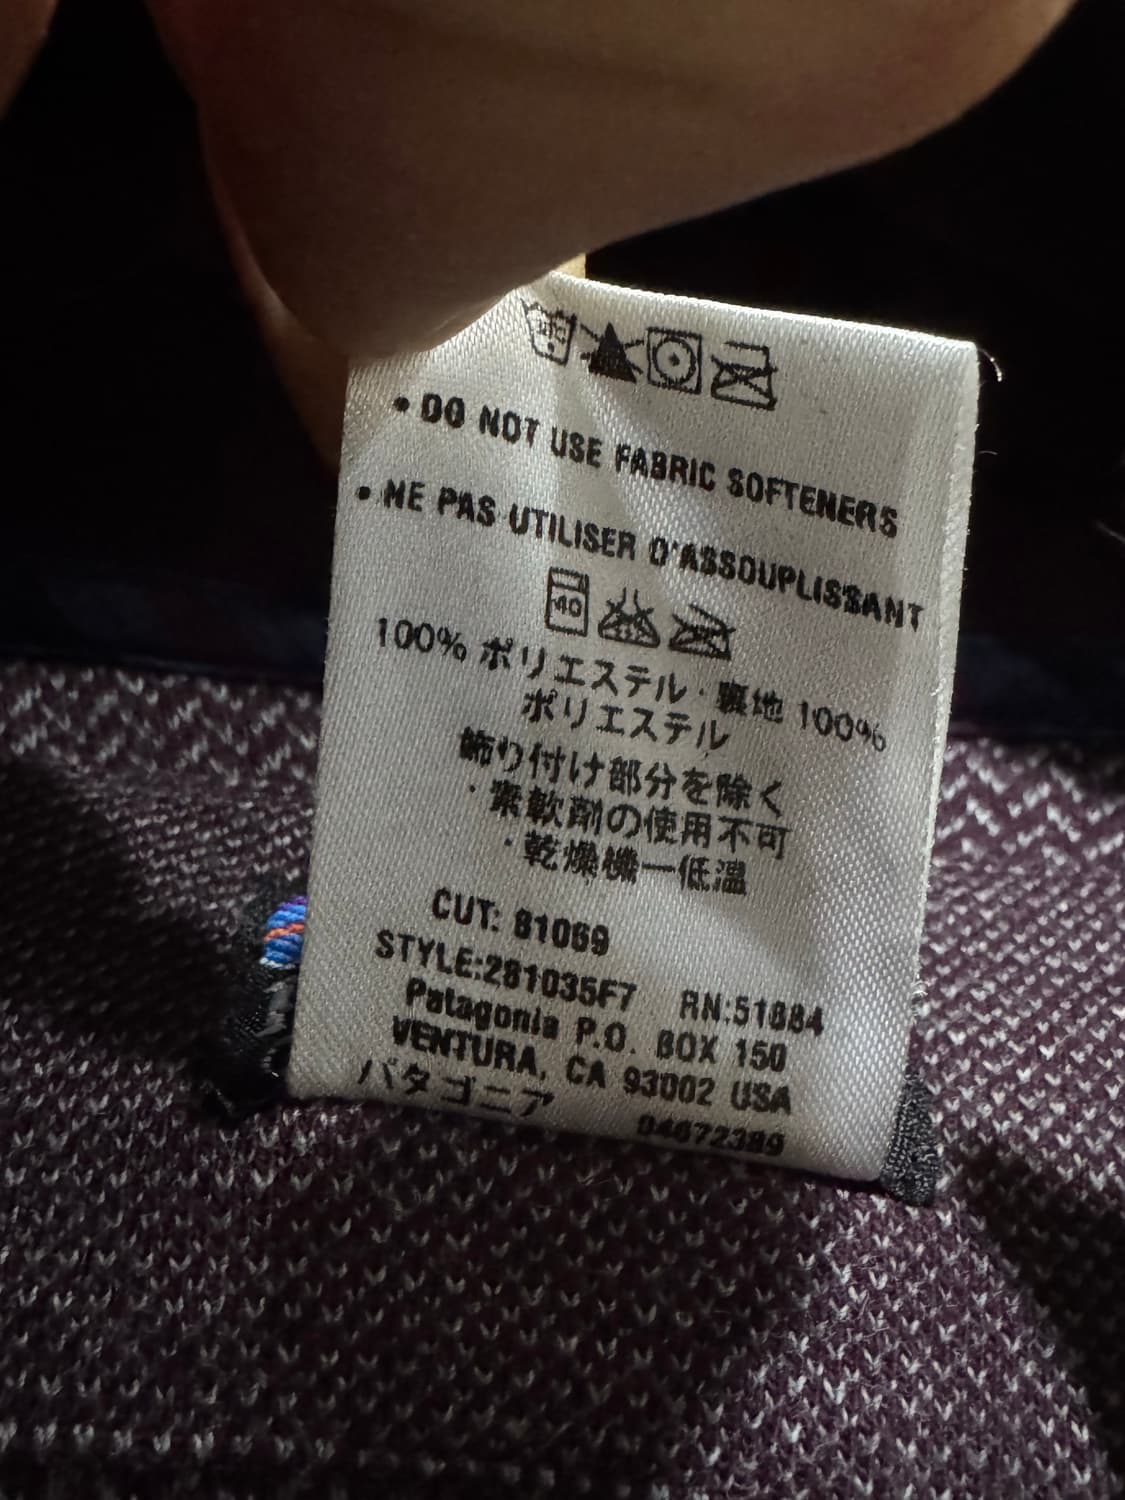 • DO NOT USE FABRIC SOFTENERS
• NE PAS UTILISER D'ASSOUPLISSANT
40
100% ポリエステル・裏地 100%
ポリエステル
飾り付け部分を除く
・柔軟剤の使用不可
・乾燥機一低温
CUT: 81069
STYLE:281035F7 RN:51884
Patagonia P.O. BOX 150
VENTURA, CA 93002 USA
パタゴニア
04672389